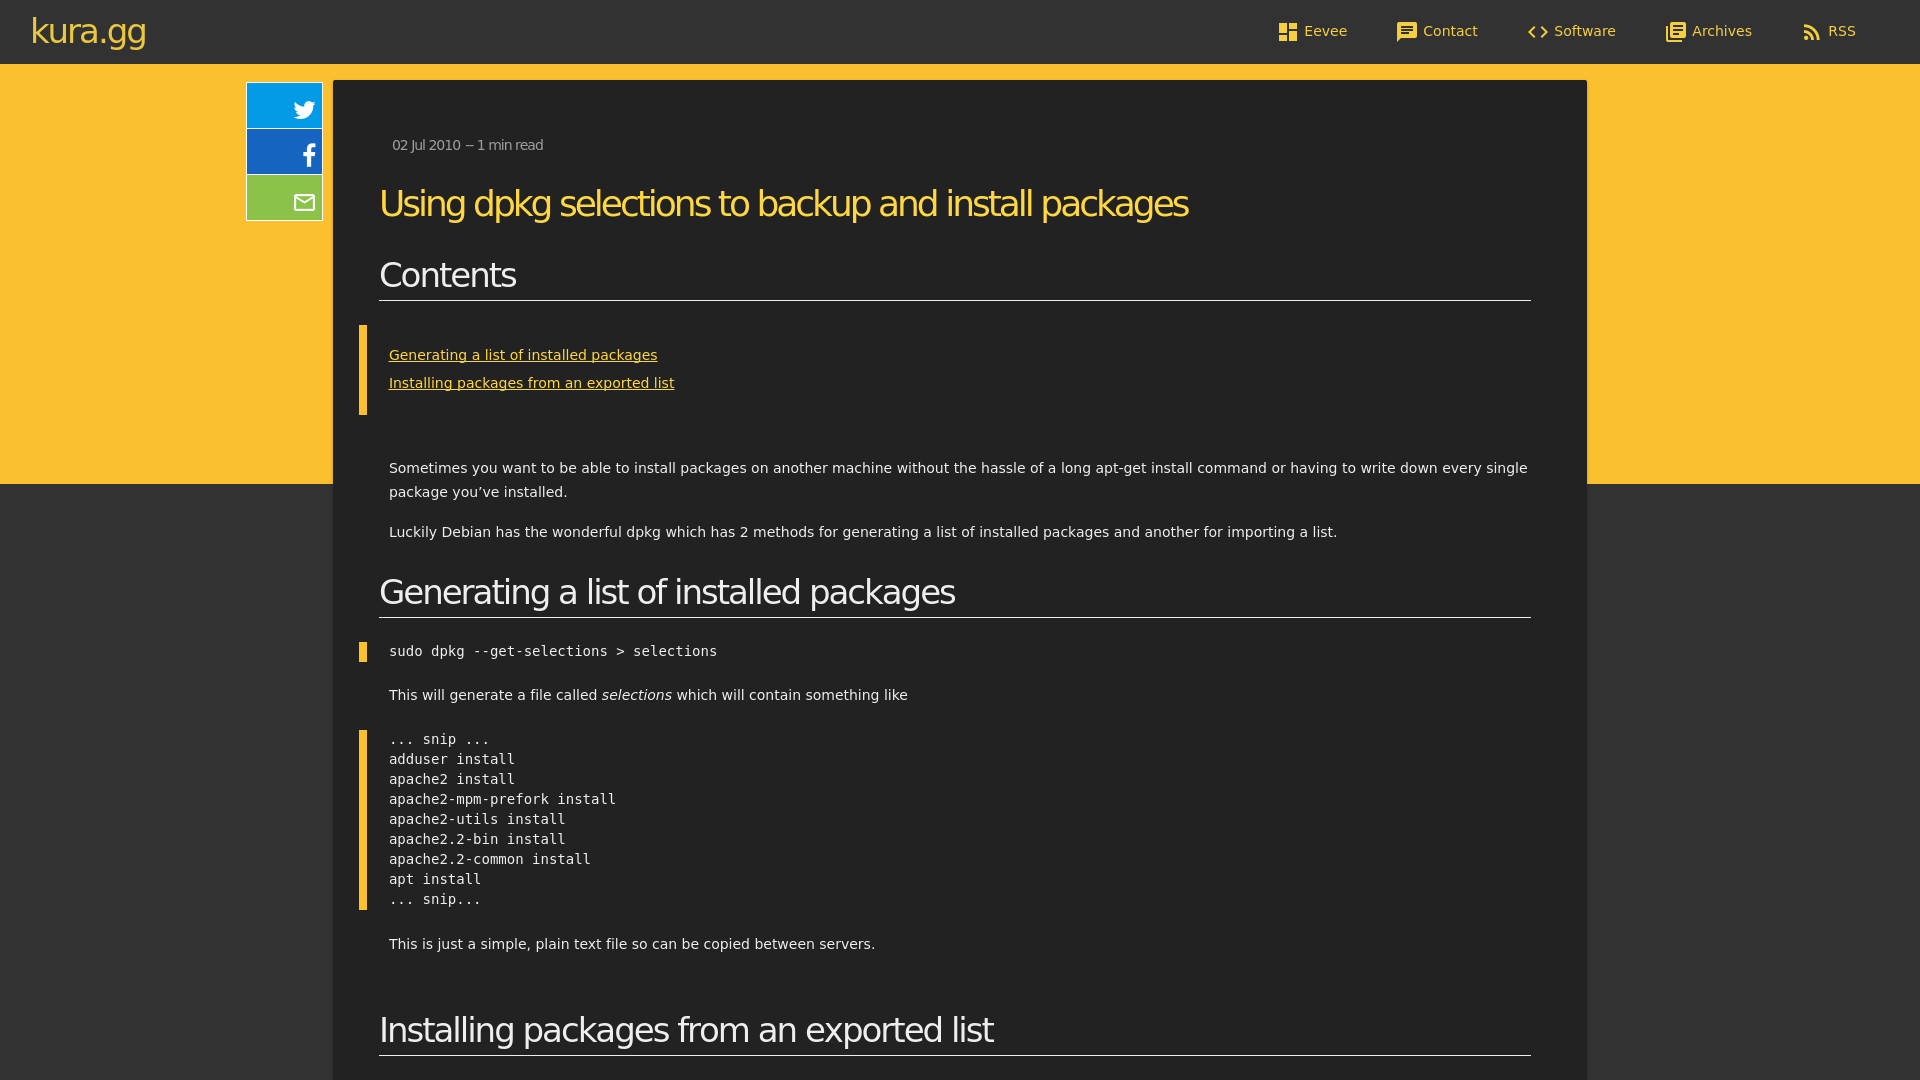 kura.gg
Eevee
Contact
Software
Archives
RSS
02 Jul 2010 -- 1 min read
Using dpkg selections to backup and install packages
Contents
Generating a list of installed packages
Installing packages from an exported list
Sometimes you want to be able to install packages on another machine without the hassle of a long apt-get install command or having to write down every single
package you’ve installed.
Luckily Debian has the wonderful dpkg which has 2 methods for generating a list of installed packages and another for importing a list.
Generating a list of installed packages
sudo dpkg --get-selections > selections
This will generate a file called selections which will contain something like
... snip ...
adduser install
apache2 install
apache2-mpm-prefork install
apache2-utils install
apache2.2-bin install
apache2.2-common install
apt install
... snip...
This is just a simple, plain text file so can be copied between servers.
Installing packages from an exported list